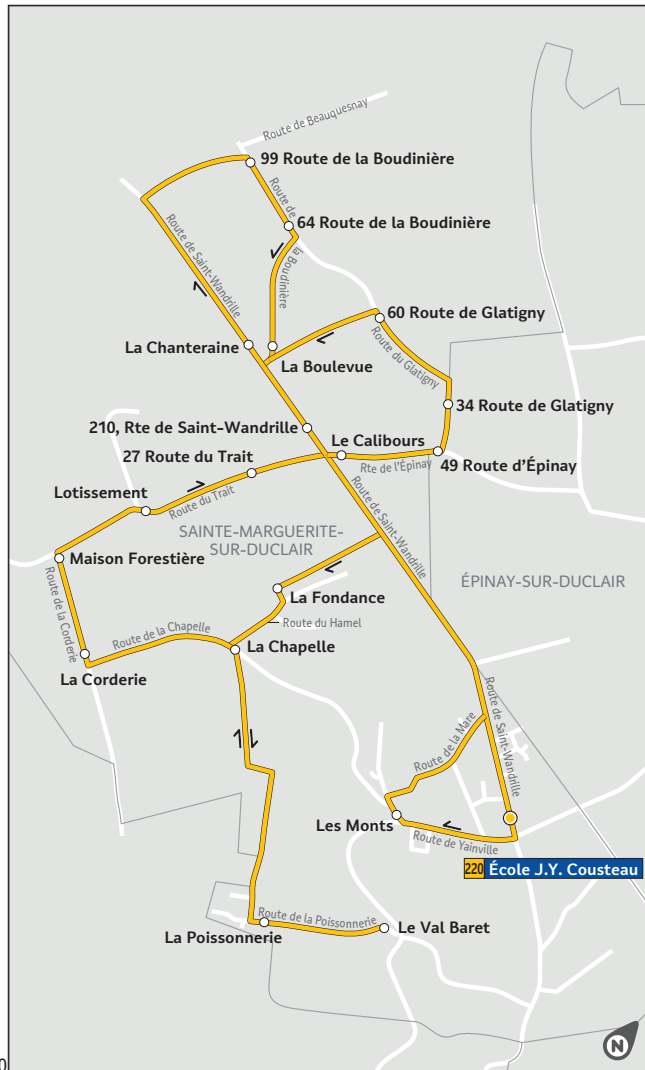 Route de Beauquesnay
99 Route de la Boudinière
Route de
la Boudinière
64 Route de la Boudinière
Route de Saint-Wandrille
60 Route de Glatigny
La Chanteraine
La Boulevue
Route du Glatigny
34 Route de Glatigny
210, Rte de Saint-Wandrille
Le Calibours
27 Route du Trait
Rte de l'Épinay
49 Route d'Épinay
Lotissement
Route du Trait
Route de Saint-Wandrille
SAINTE-MARGUERITE-
SUR-DUCLAIR
Maison Forestière
ÉPINAY-SUR-DUCLAIR
La Fondance
Route de la Corderie
Route de la Chapelle
Route du Hamel
La Chapelle
La Corderie
Route de Saint-Wandrille
Route de la Mare
Les Monts
Route de Yainville
220 École J.Y. Cousteau
Route de la Poissonnerie
La Poissonnerie
Le Val Baret
N